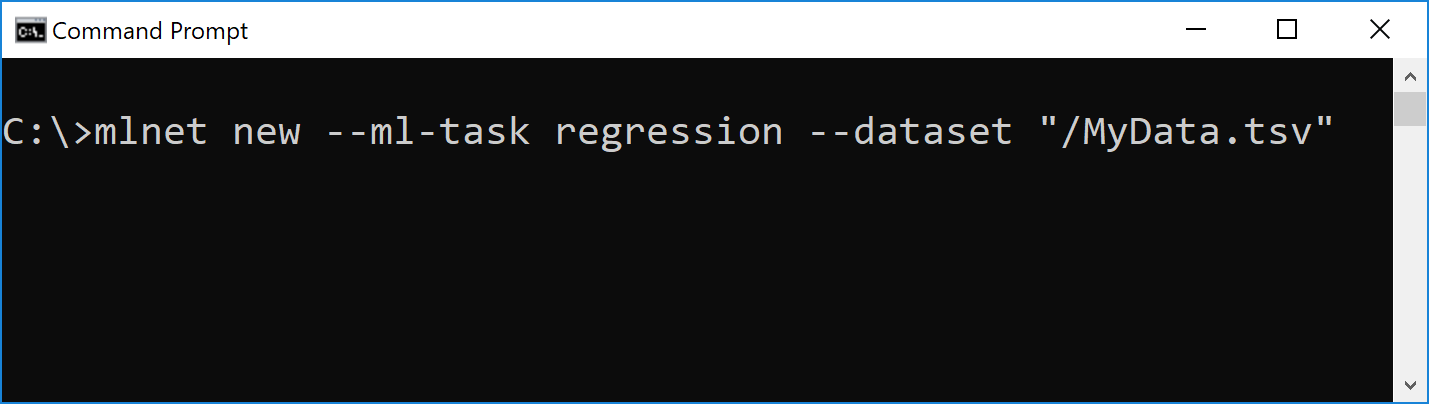 Command Prompt
C:\>mlnet new --ml-task regression --dataset "/MyData.tsv"